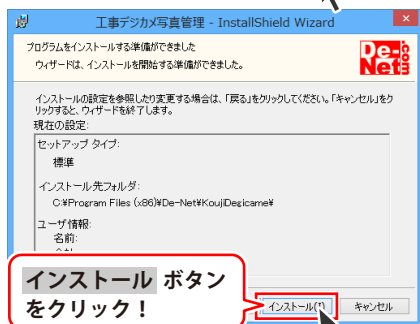 工事デジカメ写真管理 - InstallShield Wizard
プログラムをインストールする準備ができました
ウィザードは、インストールを開始する準備ができました。
De-Net
インストールの設定を参照したり変更する場合は、「戻る」をクリックしてください。「キャンセル」をク
リックすると、ウィザードを終了します。
現在の設定:
セットアップ タイプ:
標準
インストール先フォルダ:
C:¥Program Files (x86)¥De-Net¥KoujiDegicame¥
ユーザ情報:
名前:
インストール ボタン
をクリック！
インストール(I)
キャンセル